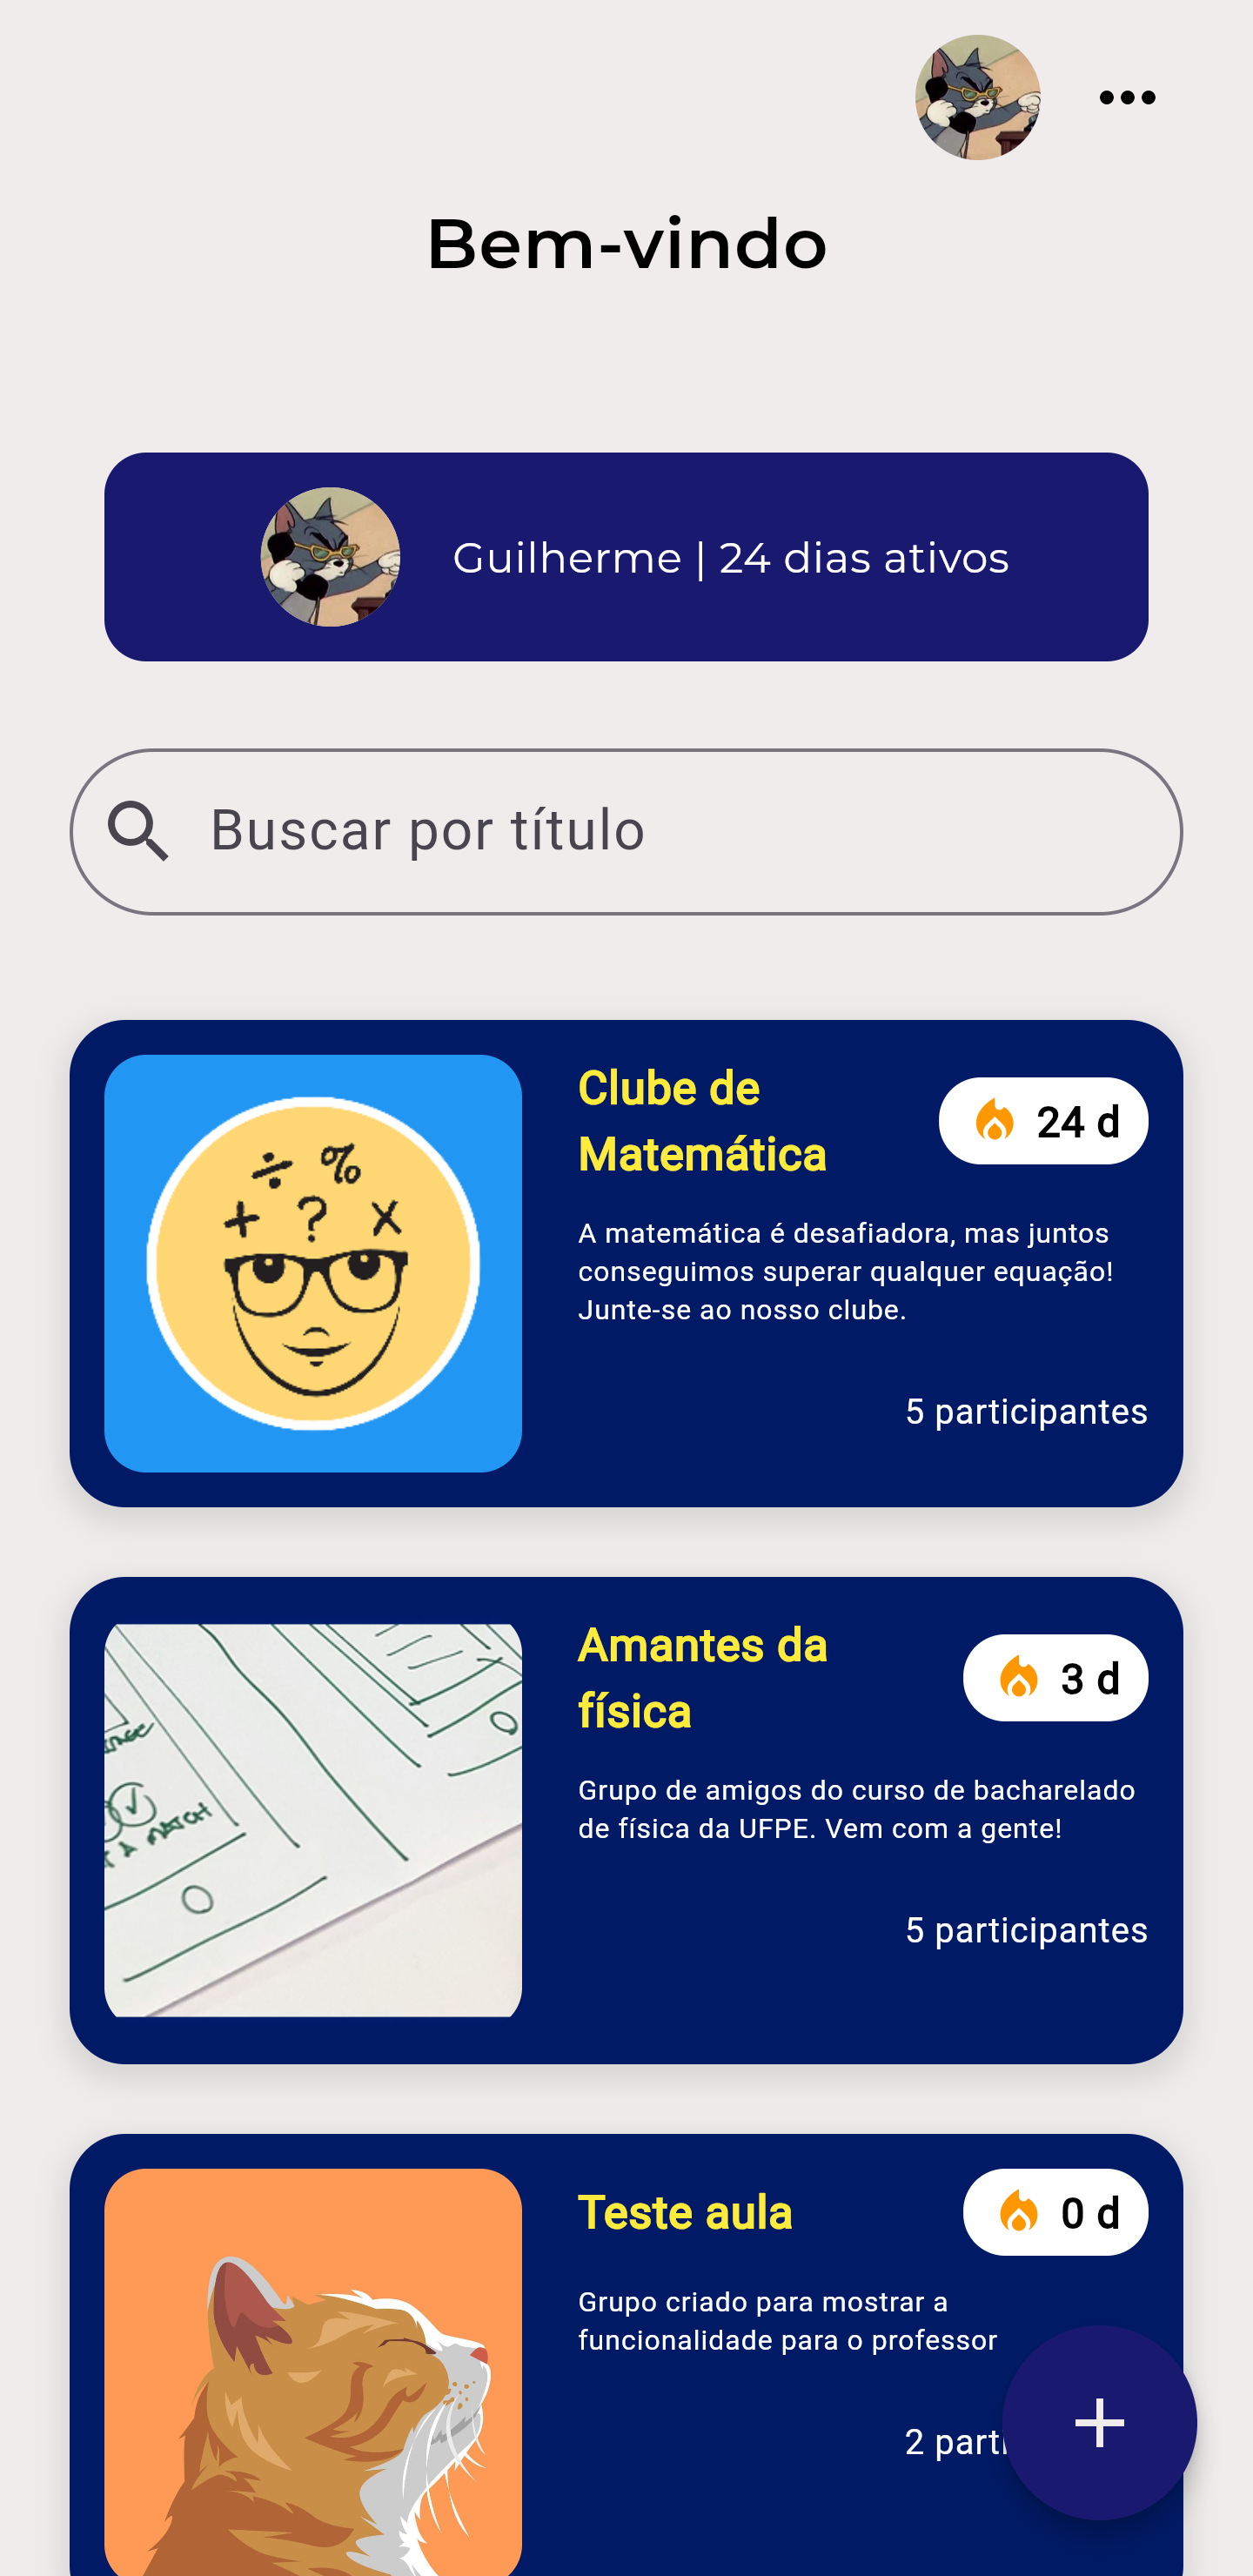 Bem-vindo
Guilherme | 24 dias ativos
Buscar por título
Clube de
Matemática
24 d
A matemática é desafiadora, mas juntos
conseguimos superar qualquer equação!
Junte-se ao nosso clube.
5 participantes
Amantes da
física
3 d
Grupo de amigos do curso de bacharelado
de física da UFPE. Vem com a gente!
5 participantes
A MATCH
Teste aula
0 d
Grupo criado para mostrar a
funcionalidade para o professor
2 parti